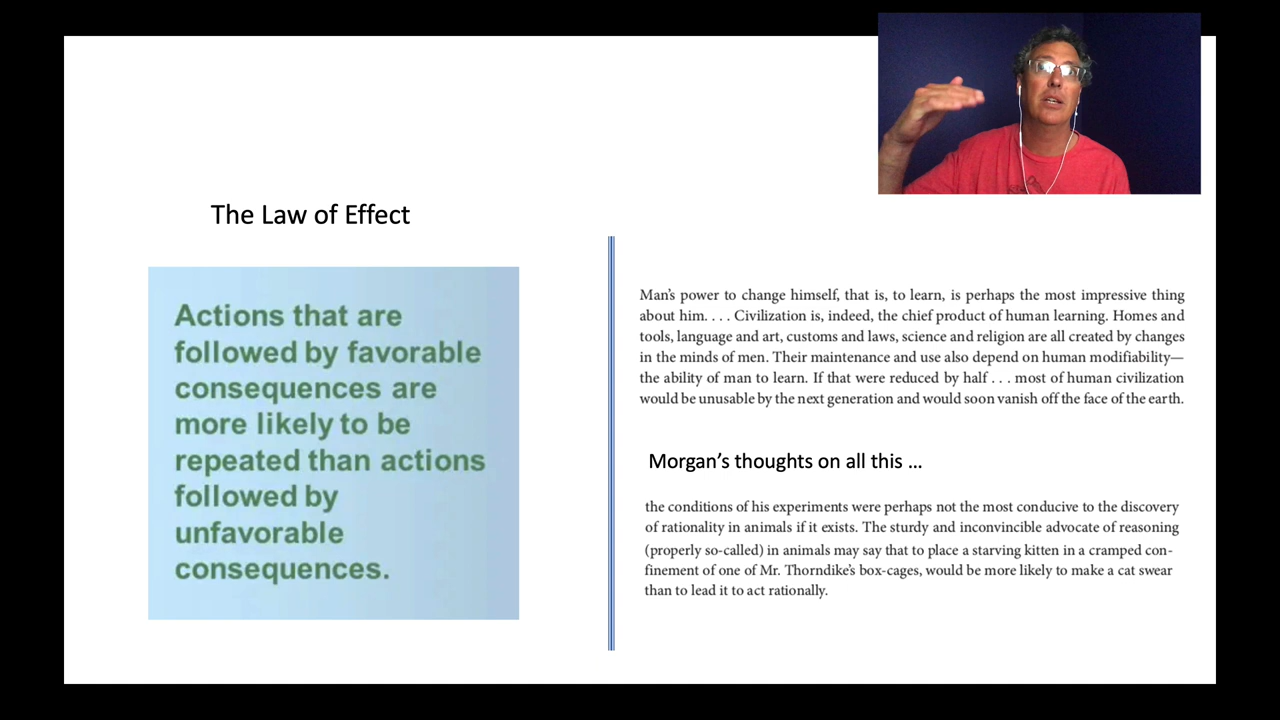 The Law of Effect
Actions that are
followed by favorable
consequences are
more likely to be
repeated than actions
followed by
unfavorable
consequences.
Man’s power to change himself, that is, to learn, is perhaps the most impressive thing
about him. . . . Civilization is, indeed, the chief product of human learning. Homes and
tools, language and art, customs and laws, science and religion are all created by changes
in the minds of men. Their maintenance and use also depend on human modifiability—
the ability of man to learn. If that were reduced by half . . . most of human civilization
would be unusable by the next generation and would soon vanish off the face of the earth.
Morgan’s thoughts on all this ...
the conditions of his experiments were perhaps not the most conducive to the discovery
of rationality in animals if it exists. The sturdy and inconvincible advocate of reasoning
(properly so-called) in animals may say that to place a starving kitten in a cramped con-
finement of one of Mr. Thorndike’s box-cages, would be more likely to make a cat swear
than to lead it to act rationally.